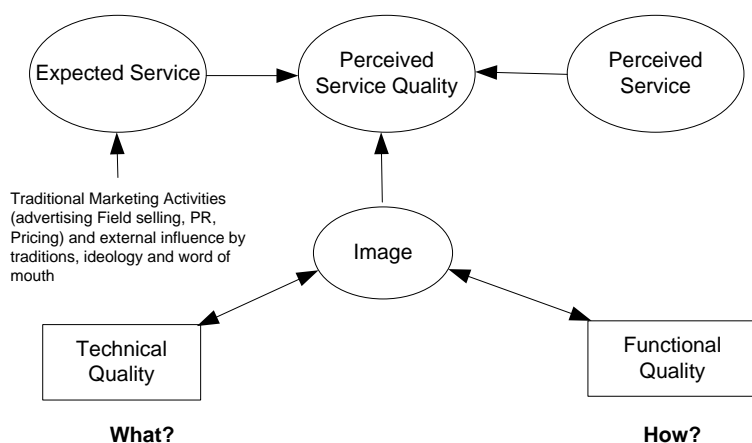 Expected Service
Perceived
Service Quality
Perceived
Service
Traditional Marketing Activities
(advertising Field selling, PR,
Pricing) and external influence by
traditions, ideology and word of
mouth
Image
Technical
Quality
Functional
Quality
What?
How?